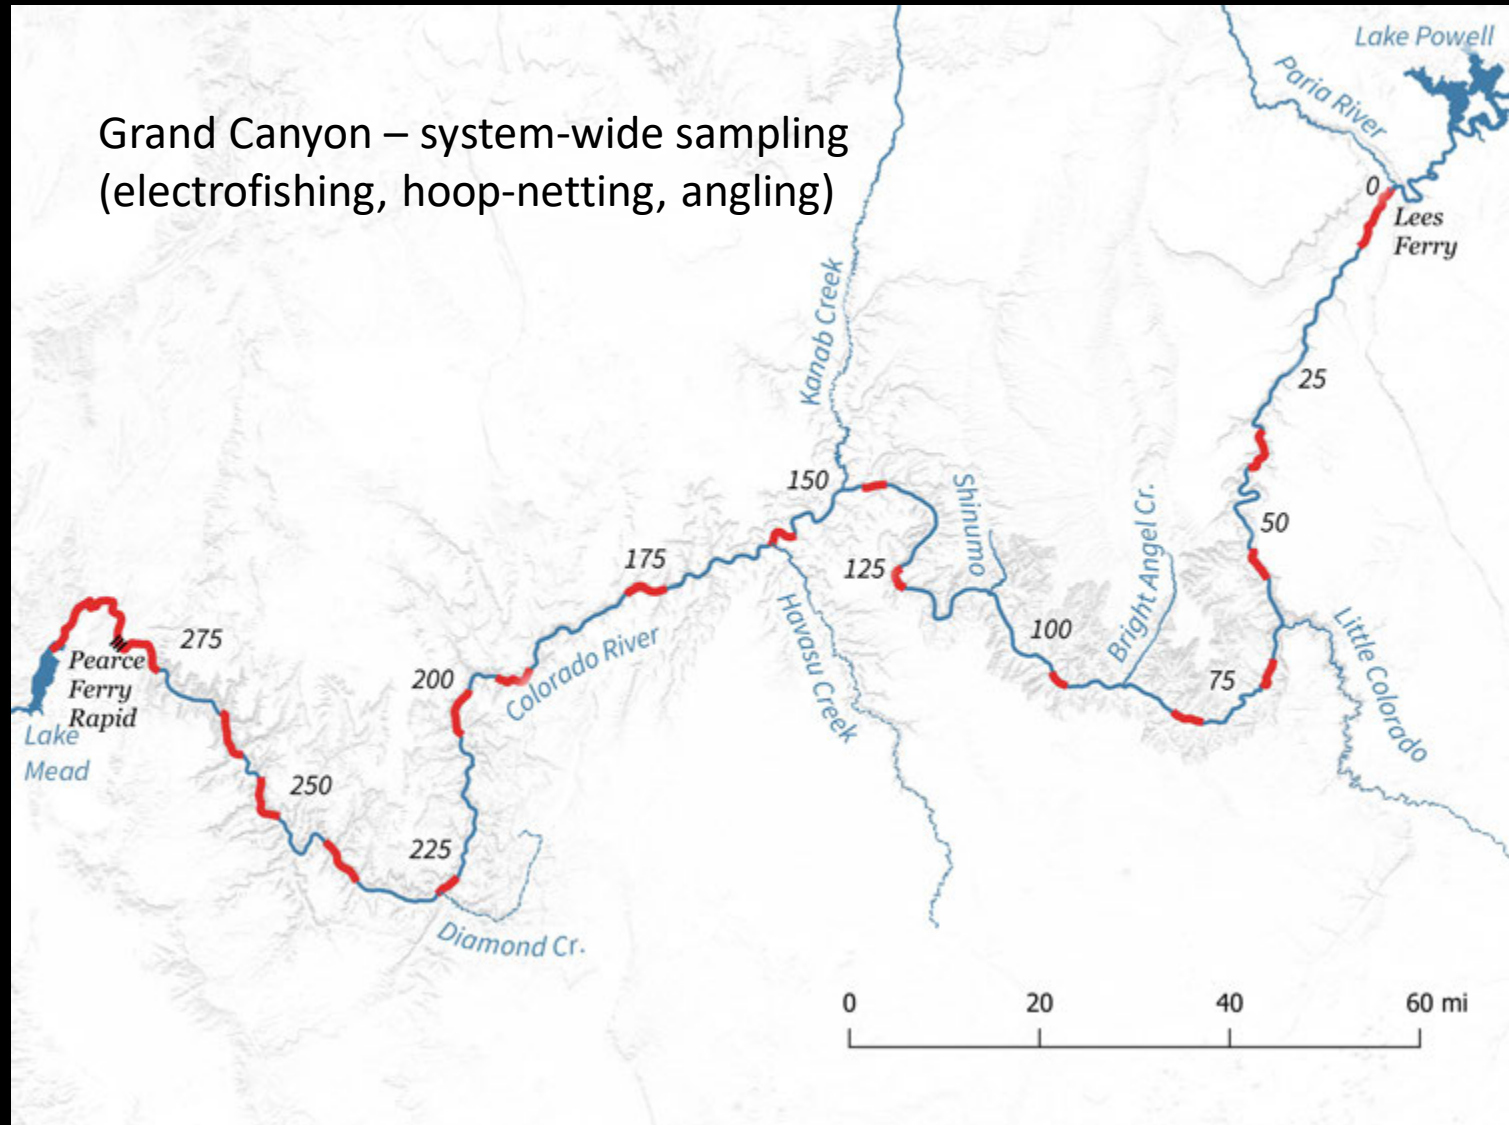 Grand Canyon – system-wide sampling
(electrofishing, hoop-netting, angling)
Lake Powell
Paria River
0
Lees
Ferry
25
Kanab Creek
150
Shinumo
Bright Angel Cr.
50
175
125
Havasu Creek
100
Little Colorado
275
Pearce
Ferry
Rapid
200
Colorado River
75
Lake
Mead
250
225
Diamond Cr.
0
20
40
60 mi